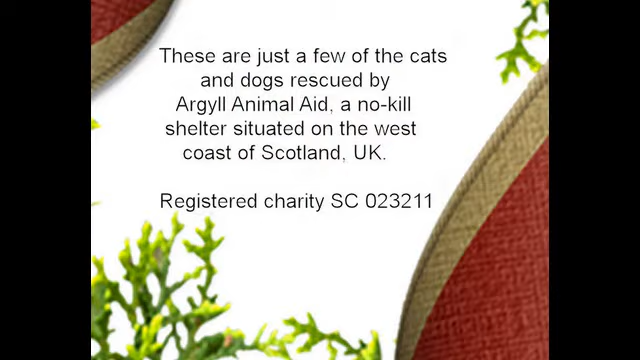 These are just a few of the cats
and dogs rescued by
Argyll Animal Aid, a no-kill
shelter situated on the west
coast of Scotland, UK.
Registered charity SC 023211